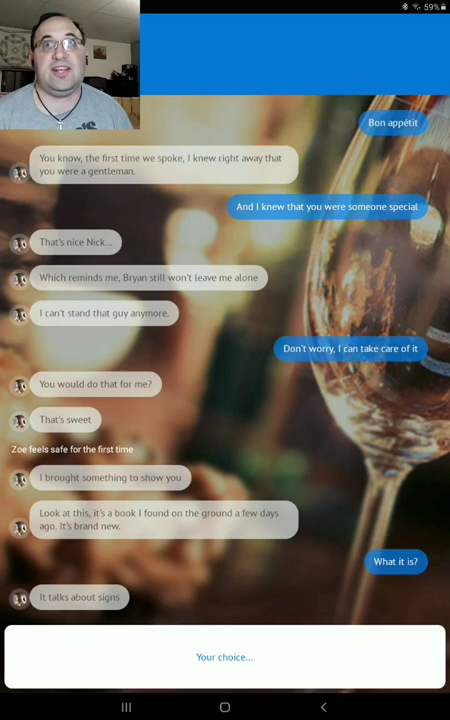 59%
Bon appétit
You know, the first time we spoke, I knew right away that
you were a gentleman.
And I knew that you were someone special
That's nice Nick...
Which reminds me, Bryan still won't leave me alone
I can't stand that guy anymore.
Don't worry, I can take care of it
You would do that for me?
That's sweet
Zoe feels safe for the first time
I brought something to show you
Look at this, it's a book I found on the ground a few days
ago. It's brand new.
What it is?
It talks about signs
Your choice...